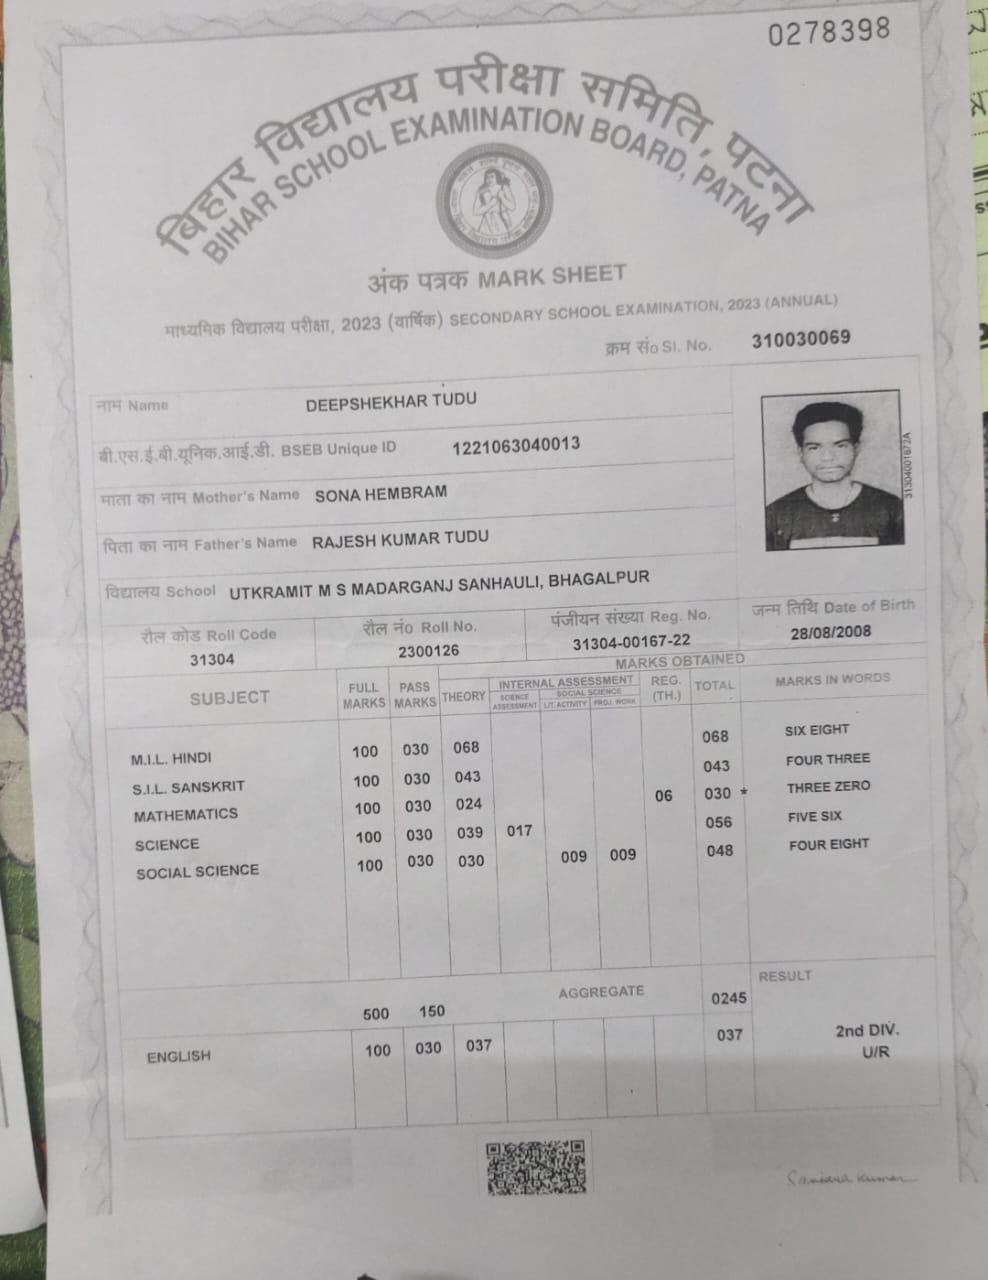 0278398
बिहार विद्यालय परीक्षा समिति, पटना
BIHAR SCHOOL EXAMINATION BOARD, PATNA
अंक पत्रक MARK SHEET
माध्यमिक विद्यालय परीक्षा, 2023 (वार्षिक) SECONDARY SCHOOL EXAMINATION, 2023 (ANNUAL)
क्रम सं० Sl. No. 310030069
नाम Name DEEPSHEKHAR TUDU
बी.एस.ई.बी.यूनिक.आई.डी. BSEB Unique ID 1221063040013
माता का नाम Mother's Name SONA HEMBRAM
पिता का नाम Father's Name RAJESH KUMAR TUDU
31304001672A
विद्यालय School UTKRAMIT M S MADARGANJ SANHAULI, BHAGALPUR
रौल कोड Roll Code रौल नं० Roll No. पंजीयन संख्या Reg. No. जन्म तिथि Date of Birth
31304 2300126 31304-00167-22 28/08/2008
MARKS OBTAINED
SUBJECT FULL MARKS PASS MARKS THEORY INTERNAL ASSESSMENT REG. (TH.) TOTAL MARKS IN WORDS
SCIENCE ASSESSMENT SOCIAL SCIENCE
LIT. ACTIVITY PROJ. WORK
M.I.L. HINDI 100 030 068 068 SIX EIGHT
S.I.L. SANSKRIT 100 030 043 043 FOUR THREE
MATHEMATICS 100 030 024 06 030 * THREE ZERO
SCIENCE 100 030 039 017 056 FIVE SIX
SOCIAL SCIENCE 100 030 030 009 009 048 FOUR EIGHT
RESULT
500 150 AGGREGATE 0245
ENGLISH 100 030 037 037 2nd DIV.
U/R